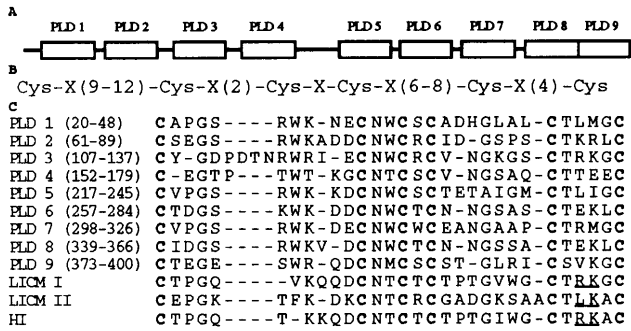 A
PLD 1 PLD 2 PLD 3 PLD 4 PLD 5 PLD 6 PLD 7 PLD 8 PLD 9
B
Cys-X(9-12)-Cys-X(2)-Cys-X-Cys-X(6-8)-Cys-X(4)-Cys
C
PLD 1 (20-48) CAPGS----RWK-NECNWCSCADHGLAL-CTLMGC
PLD 2 (61-89) CSEGS----RWKADDCNWCRCID-GSPS-CTKRLC
PLD 3 (107-137) CY-GDPDTNRWRI-ECNWCRCV-NGKGS-CTRKGC
PLD 4 (152-179) C-EGTP----TWT-KGCNTCSCV-NGSAQ-CTTEEC
PLD 5 (217-245) CVPGS----RWK-KDCNWCSCTETAIGM-CTLIGC
PLD 6 (257-284) CTDGS----KWK-DDCNWCTCN-NGSAS-CTEKLC
PLD 7 (298-326) CVPGS----RWK-DECNWCWCEANGAAP-CTRMGC
PLD 8 (339-366) CIDGS----RWKV-DCNWCTCN-NGSSA-CTEKLC
PLD 9 (373-400) CTEGE----SWR-QDCNMCSCST-GLRI-CSVKGC
LICM I CTPGQ-----VKKQDCNTCTCTPTGVWG-CTRKGC
LICM II CEPGK----TFK-DKCNTCRCGADGKSAACTLKAC
HI CTPGQ----T-KKQDCNTCTCTPTGIWG-CTRKAC